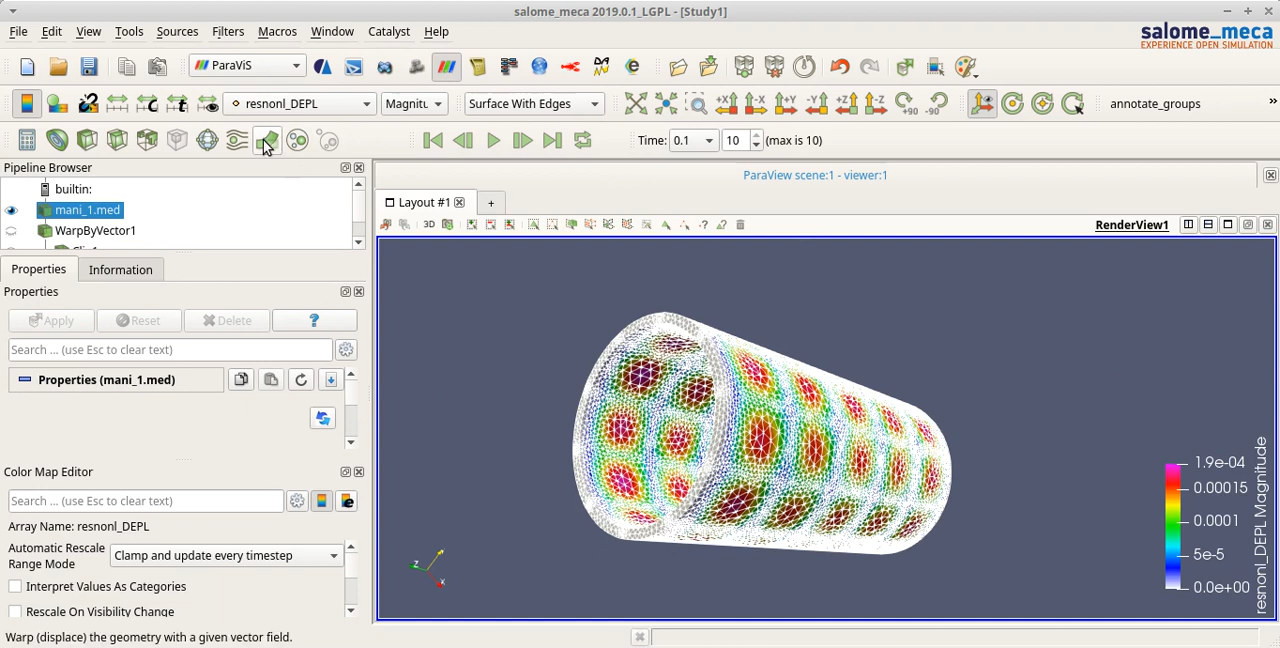 salome_meca 2019.0.1_LGPL - [Study1]
File Edit View Tools Sources Filters Macros Window Catalyst Help
salome_meca
EXPERIENCE OPEN SIMULATION
ParaViS
resnonl_DEPL Magnitu Surface With Edges +X -X +Y -Y +Z -Z +90 -90 annotate_groups »
Time: 0.1 10 (max is 10)
Pipeline Browser
ParaView scene:1 - viewer:1
builtin:
Layout #1 +
mani_1.med
3D RenderView1
WarpByVector1
Properties Information
Properties
Apply Reset Delete ?
Search ... (use Esc to clear text)
Properties (mani_1.med)
Color Map Editor
Search ... (use Esc to clear text)
Array Name: resnonl_DEPL
Automatic Rescale
Range Mode
Clamp and update every timestep
Interpret Values As Categories
Rescale On Visibility Change
1.9e-04
0.00015
0.0001
5e-5
0.0e+00
resnonl_DEPL Magnitude
Z
Y
X
Warp (displace) the geometry with a given vector field.